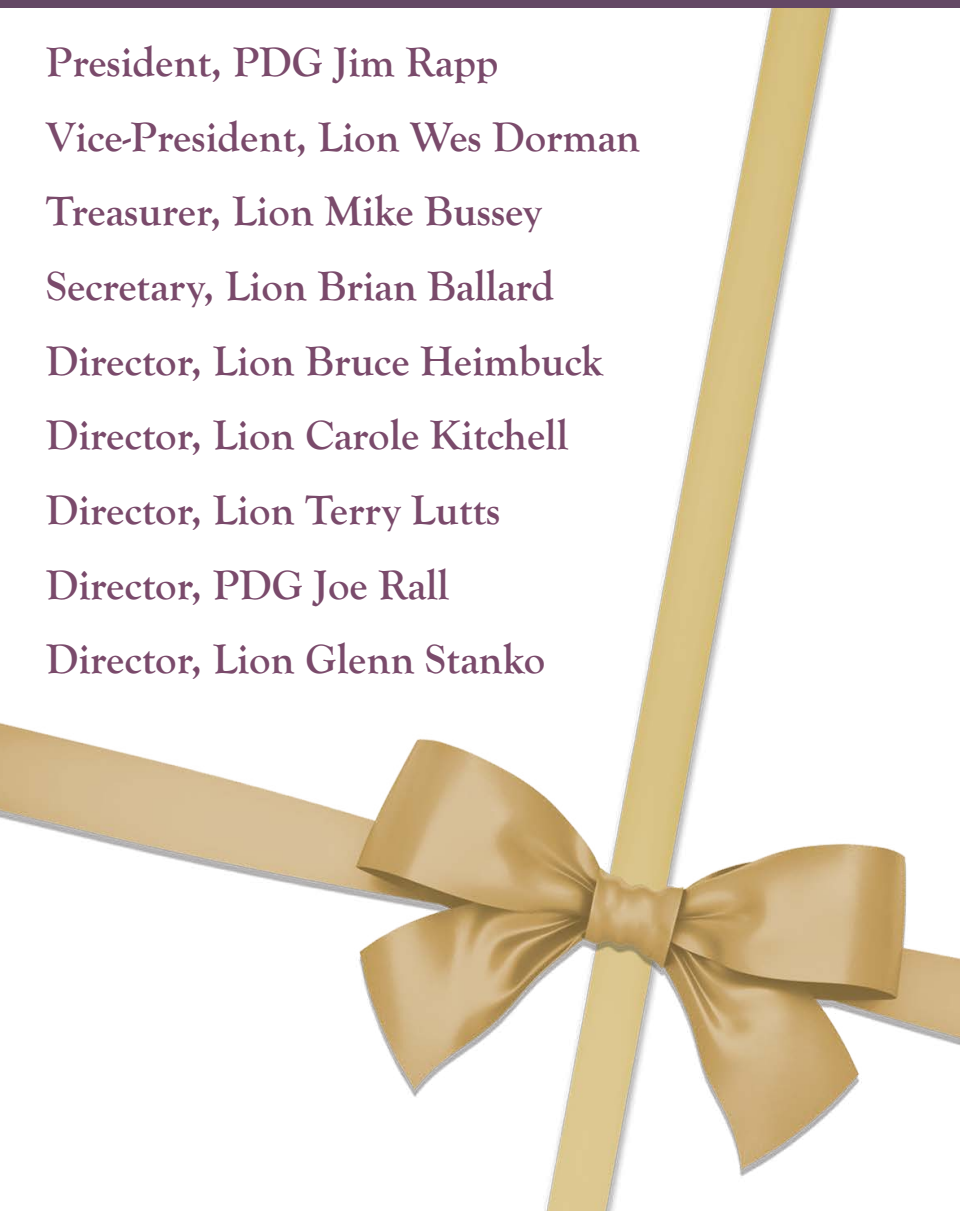 President, PDG Jim Rapp
Vice-President, Lion Wes Dorman
Treasurer, Lion Mike Bussey
Secretary, Lion Brian Ballard
Director, Lion Bruce Heimbuck
Director, Lion Carole Kitchell
Director, Lion Terry Lutts
Director, PDG Joe Rall
Director, Lion Glenn Stanko